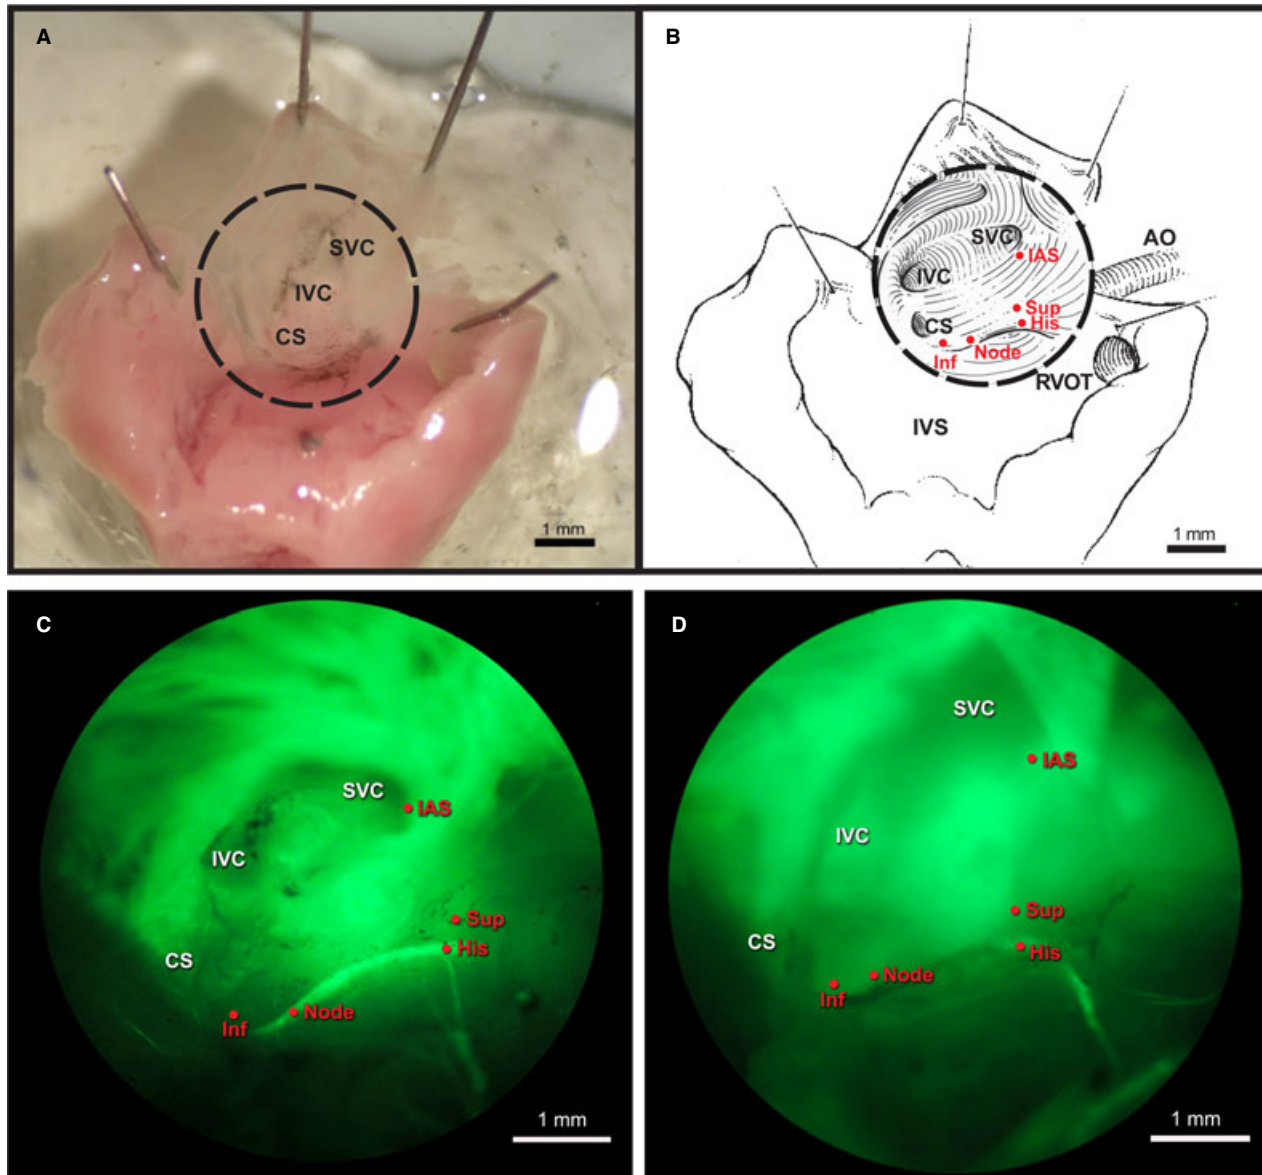 A
SVC
IVC
CS
1 mm
B
SVC
IAS
AO
IVC
Sup
CS
His
Inf
Node
RVOT
IVS
1 mm
C
SVC
IAS
IVC
Sup
His
CS
Node
Inf
1 mm
D
SVC
IAS
IVC
Sup
CS
His
Node
Inf
1 mm